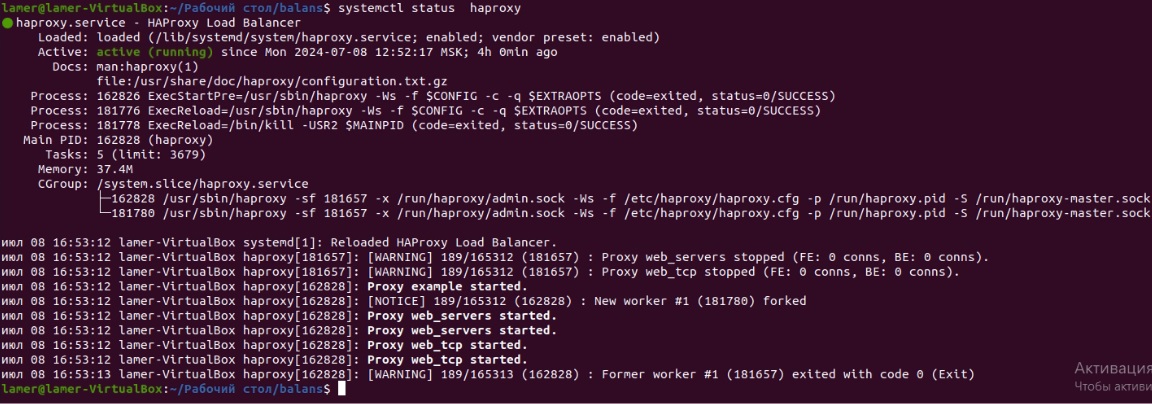 lamer@lamer-VirtualBox:~/Рабочий стол/balans$ systemctl status  haproxy
● haproxy.service - HAProxy Load Balancer
     Loaded: loaded (/lib/systemd/system/haproxy.service; enabled; vendor preset: enabled)
     Active: active (running) since Mon 2024-07-08 12:52:17 MSK; 4h 0min ago
       Docs: man:haproxy(1)
             file:/usr/share/doc/haproxy/configuration.txt.gz
    Process: 162826 ExecStartPre=/usr/sbin/haproxy -Ws -f $CONFIG -c -q $EXTRAOPTS (code=exited, status=0/SUCCESS)
    Process: 181776 ExecReload=/usr/sbin/haproxy -Ws -f $CONFIG -c -q $EXTRAOPTS (code=exited, status=0/SUCCESS)
    Process: 181778 ExecReload=/bin/kill -USR2 $MAINPID (code=exited, status=0/SUCCESS)
   Main PID: 162828 (haproxy)
      Tasks: 5 (limit: 3679)
     Memory: 37.4M
     CGroup: /system.slice/haproxy.service
             ├─162828 /usr/sbin/haproxy -sf 181657 -x /run/haproxy/admin.sock -Ws -f /etc/haproxy/haproxy.cfg -p /run/haproxy.pid -S /run/haproxy-master.sock
             └─181780 /usr/sbin/haproxy -sf 181657 -x /run/haproxy/admin.sock -Ws -f /etc/haproxy/haproxy.cfg -p /run/haproxy.pid -S /run/haproxy-master.sock
июл 08 16:53:12 lamer-VirtualBox systemd[1]: Reloaded HAProxy Load Balancer.
июл 08 16:53:12 lamer-VirtualBox haproxy[181657]: [WARNING] 189/165312 (181657) : Proxy web_servers stopped (FE: 0 conns, BE: 0 conns).
июл 08 16:53:12 lamer-VirtualBox haproxy[181657]: [WARNING] 189/165312 (181657) : Proxy web_tcp stopped (FE: 0 conns, BE: 0 conns).
июл 08 16:53:12 lamer-VirtualBox haproxy[162828]: Proxy example started.
июл 08 16:53:12 lamer-VirtualBox haproxy[162828]: [NOTICE] 189/165312 (162828) : New worker #1 (181780) forked
июл 08 16:53:12 lamer-VirtualBox haproxy[162828]: Proxy web_servers started.
июл 08 16:53:12 lamer-VirtualBox haproxy[162828]: Proxy web_servers started.
июл 08 16:53:12 lamer-VirtualBox haproxy[162828]: Proxy web_tcp started.
июл 08 16:53:12 lamer-VirtualBox haproxy[162828]: Proxy web_tcp started.
июл 08 16:53:13 lamer-VirtualBox haproxy[162828]: [WARNING] 189/165313 (162828) : Former worker #1 (181657) exited with code 0 (Exit)
lamer@lamer-VirtualBox:~/Рабочий стол/balans$
Активация
Чтобы активи